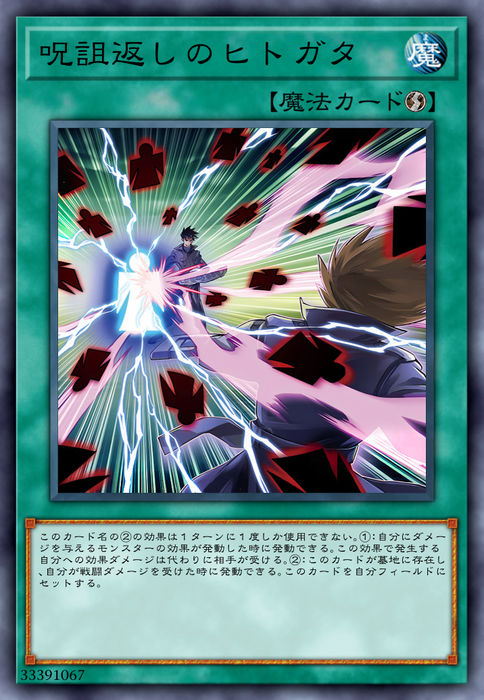 呪詛返しのヒトガタ
魔
【魔法カード】
このカード名の②の効果は１ターンに１度しか使用できない。①：自分にダメー
ジを与えるモンスターの効果が発動した時に発動できる。この効果で発生する
自分への効果ダメージは代わりに相手が受ける。②：このカードが墓地に存在し
、自分が戦闘ダメージを受けた時に発動できる。このカードを自分フィールドに
セットする。
33391067